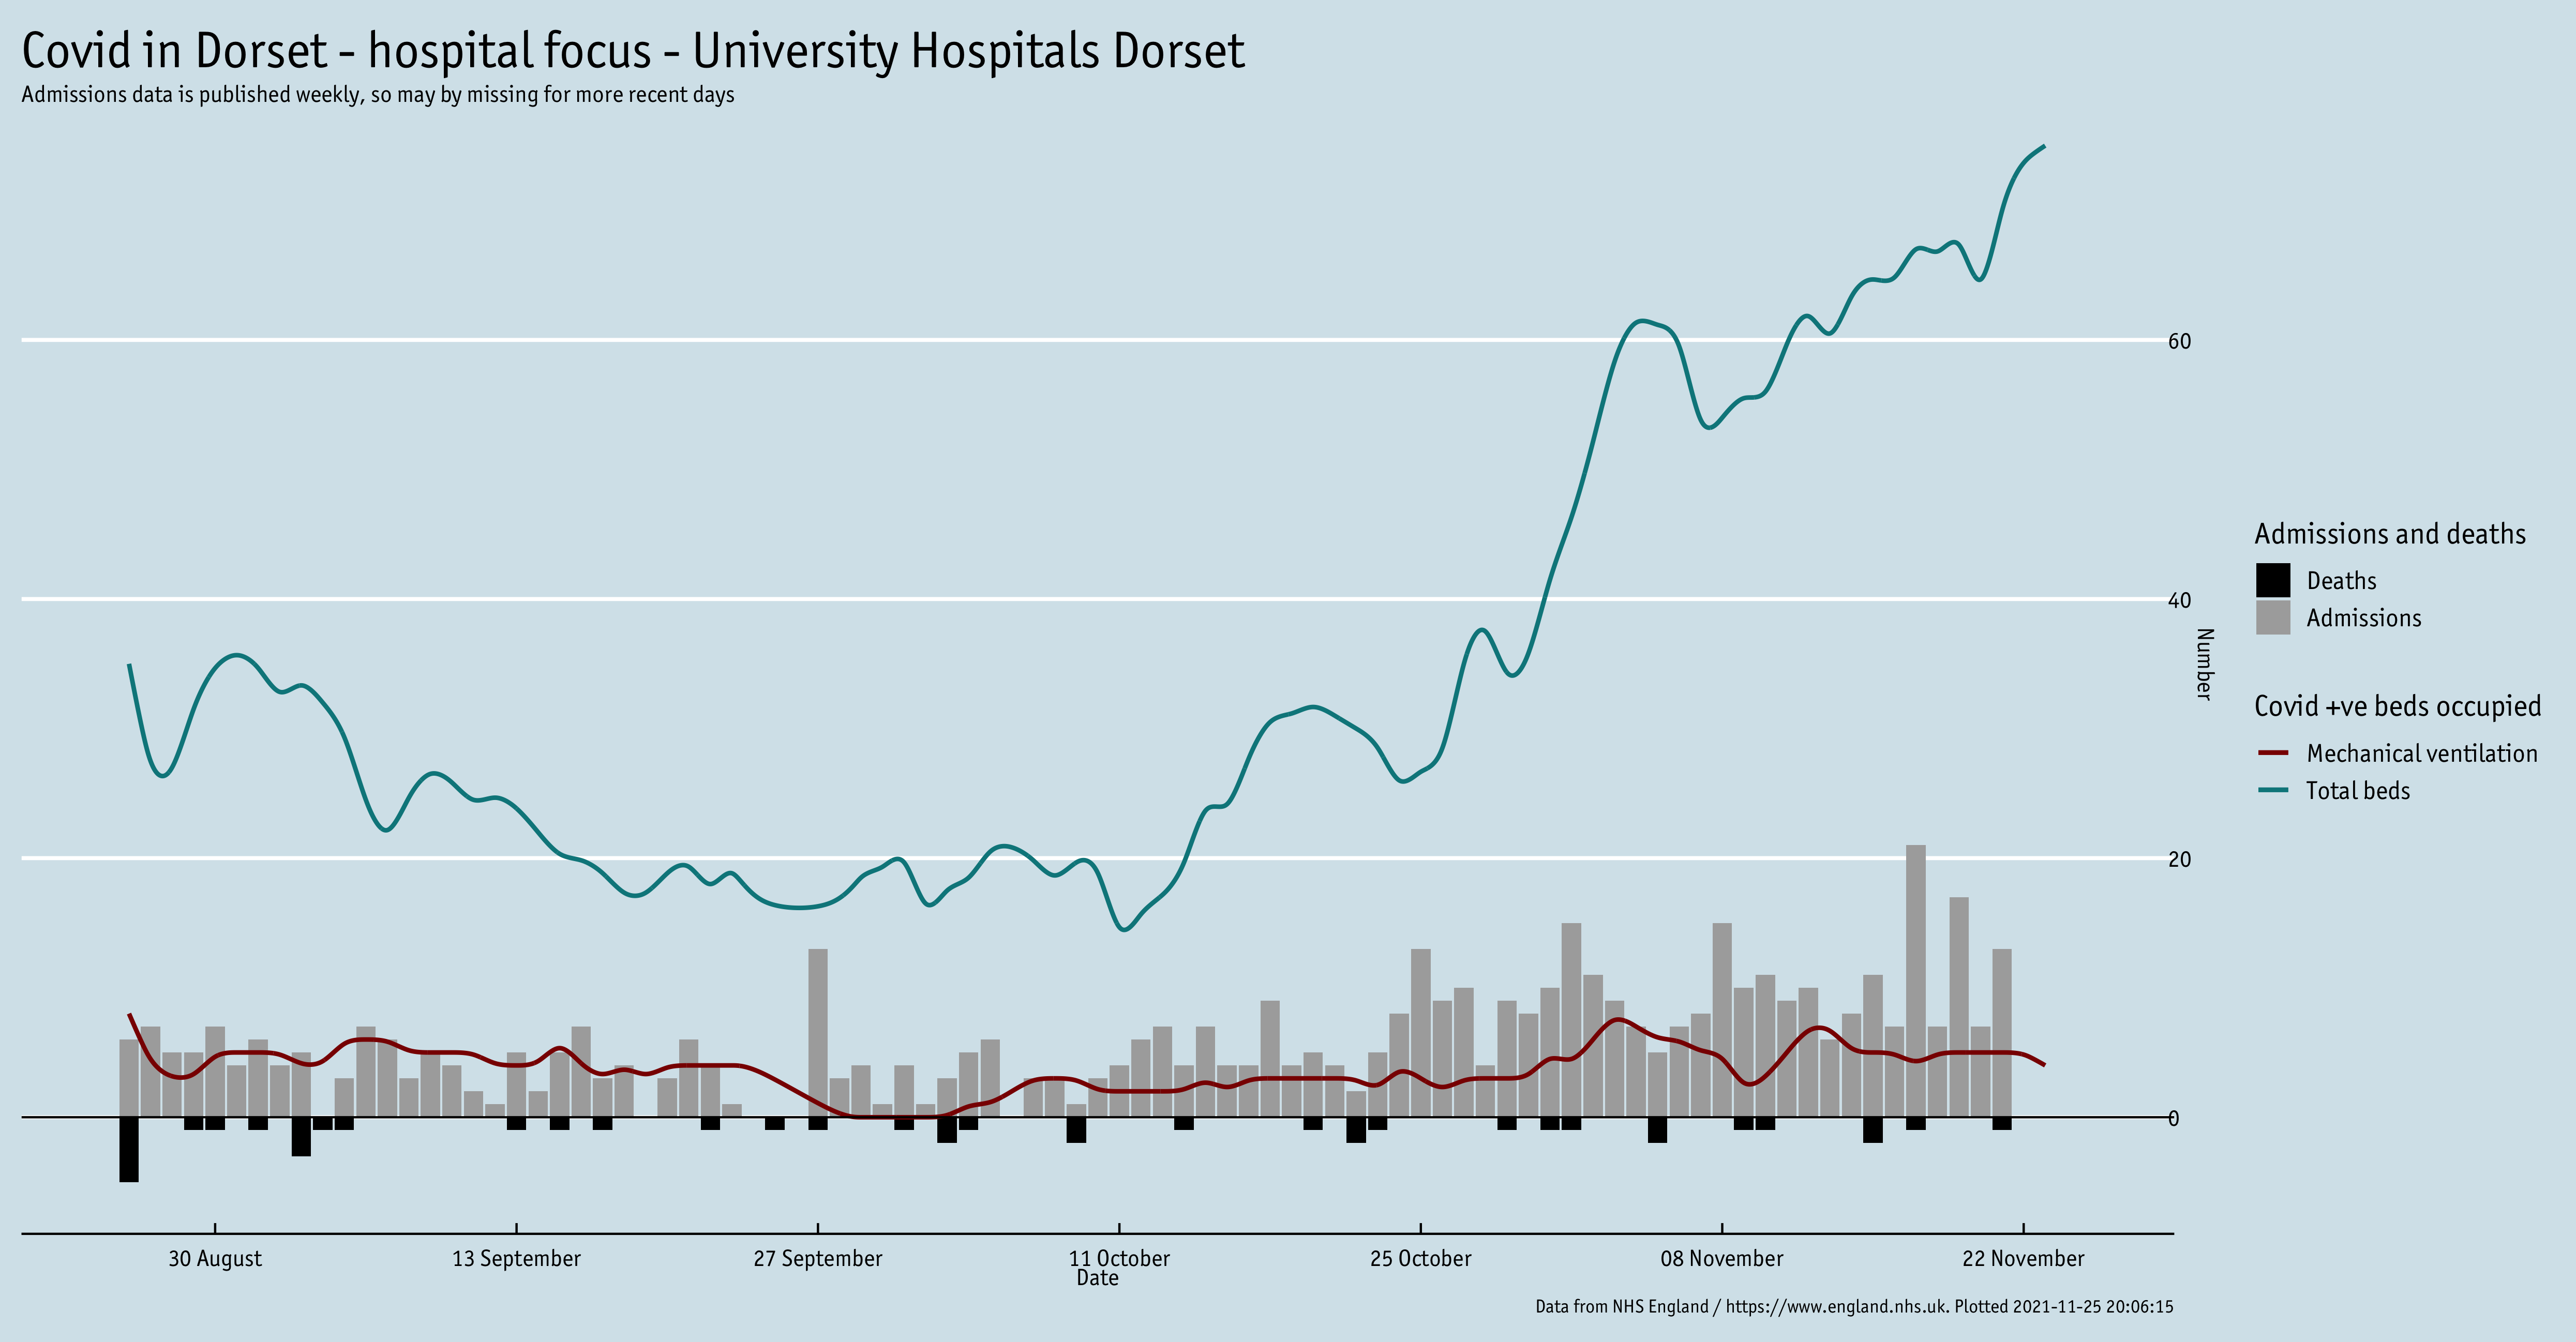 Covid in Dorset - hospital focus - University Hospitals Dorset
Admissions data is published weekly, so may by missing for more recent days
60
40
20
0
Number
Admissions and deaths
Deaths
Admissions
Covid +ve beds occupied
Mechanical ventilation
Total beds
30 August 13 September 27 September 11 October 25 October 08 November 22 November
Date
Data from NHS England / https://www.england.nhs.uk. Plotted 2021-11-25 20:06:15